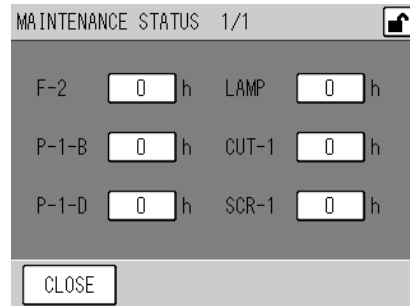 MAINTENANCE STATUS 1/1
F-2 0 h LAMP 0 h
P-1-B 0 h CUT-1 0 h
P-1-D 0 h SCR-1 0 h
CLOSE